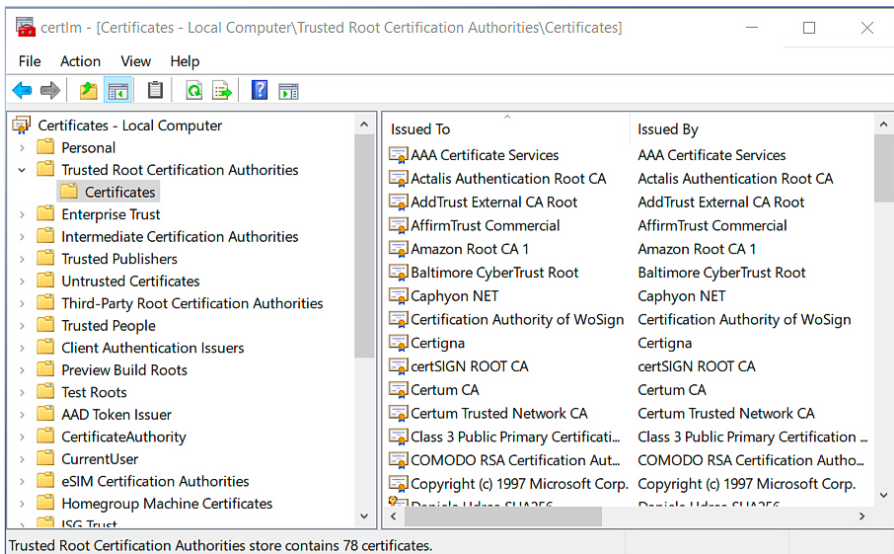 certlm - [Certificates - Local Computer\Trusted Root Certification Authorities\Certificates]
File Action View Help
Certificates - Local Computer
Personal
Trusted Root Certification Authorities
Certificates
Enterprise Trust
Intermediate Certification Authorities
Trusted Publishers
Untrusted Certificates
Third-Party Root Certification Authorities
Trusted People
Client Authentication Issuers
Preview Build Roots
Test Roots
AAD Token Issuer
CertificateAuthority
CurrentUser
eSIM Certification Authorities
Homegroup Machine Certificates
ISG Trust
Issued To Issued By
AAA Certificate Services AAA Certificate Services
Actalis Authentication Root CA Actalis Authentication Root CA
AddTrust External CA Root AddTrust External CA Root
AffirmTrust Commercial AffirmTrust Commercial
Amazon Root CA 1 Amazon Root CA 1
Baltimore CyberTrust Root Baltimore CyberTrust Root
Caphyon NET Caphyon NET
Certification Authority of WoSign Certification Authority of WoSign
Certigna Certigna
certSIGN ROOT CA certSIGN ROOT CA
Certum CA Certum CA
Certum Trusted Network CA Certum Trusted Network CA
Class 3 Public Primary Certificati... Class 3 Public Primary Certification ...
COMODO RSA Certification Aut... COMODO RSA Certification Autho...
Copyright (c) 1997 Microsoft Corp. Copyright (c) 1997 Microsoft Corp.
Trusted Root Certification Authorities store contains 78 certificates.